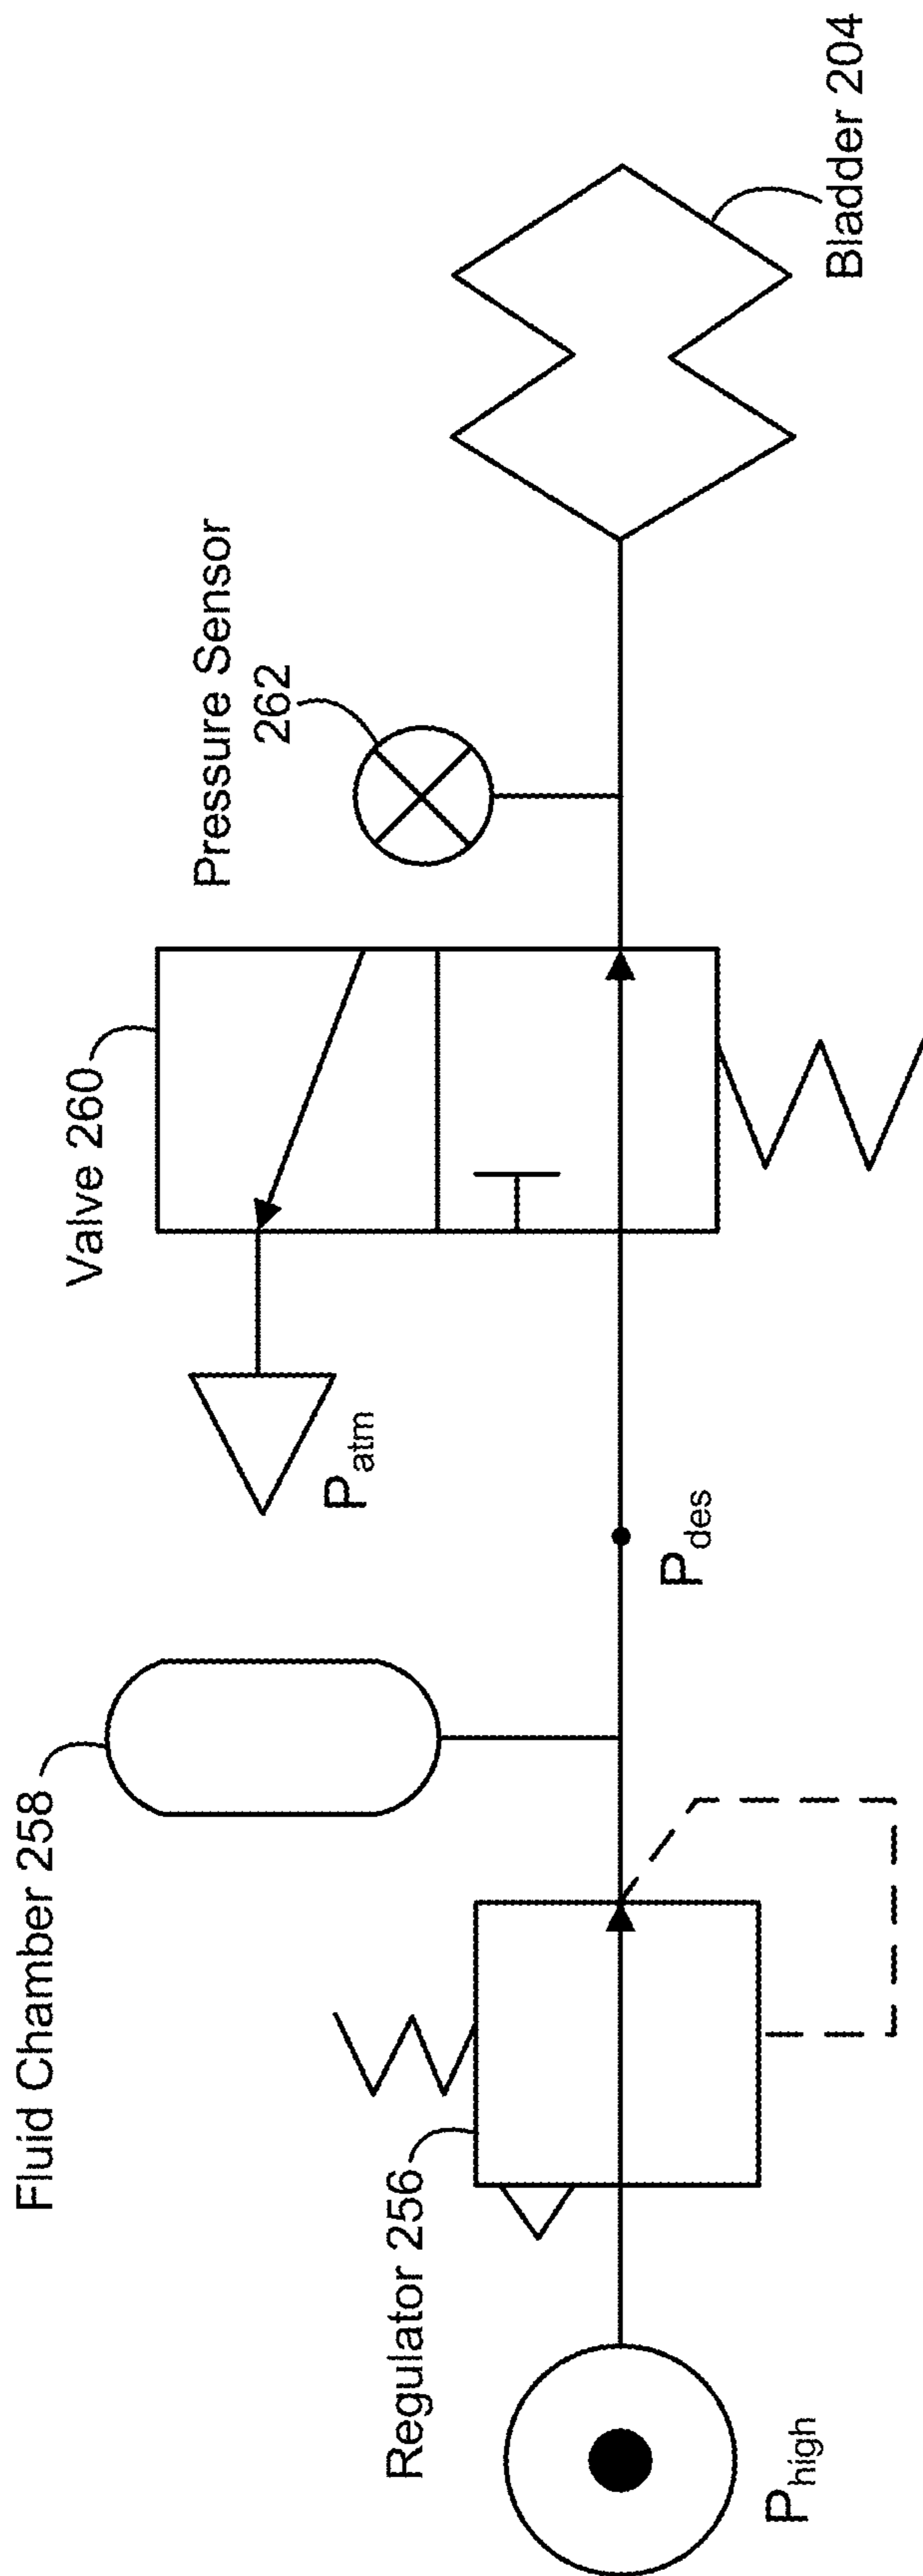 Fluid Chamber 258
Valve 260
Pressure Sensor
262
Regulator 256
P_atm
P_high
P_des
Bladder 204